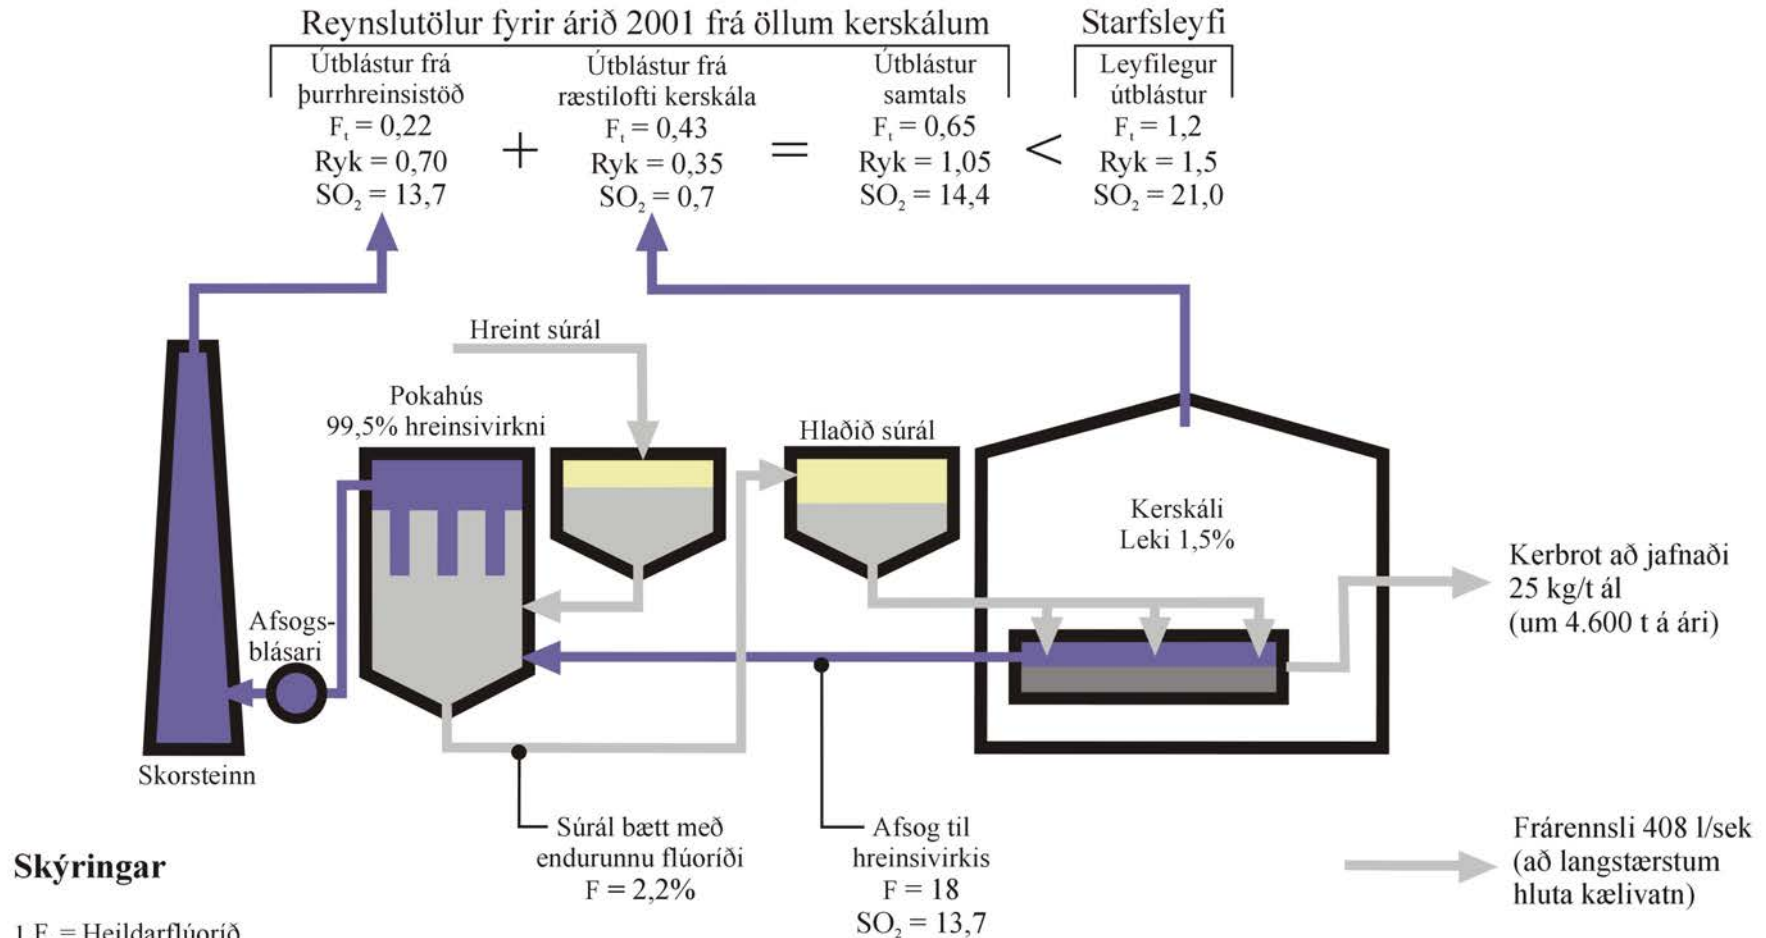 Reynslutölur fyrir árið 2001 frá öllum kerskálum
Starfsleyfi
Útblástur frá
þurrhreinsistöð
Fₜ = 0,22
Ryk = 0,70
SO₂ = 13,7
+
Útblástur frá
ræstilofti kerskála
Fₜ = 0,43
Ryk = 0,35
SO₂ = 0,7
=
Útblástur
samtals
Fₜ = 0,65
Ryk = 1,05
SO₂ = 14,4
<
Leyfilegur
útblástur
Fₜ = 1,2
Ryk = 1,5
SO₂ = 21,0
Hreint súrál
Pokahús
99,5% hreinsivirkni
Hlaðið súrál
Kerskáli
Leki 1,5%
Kerbrot að jafnaði
25 kg/t ál
(um 4.600 t á ári)
Afsogs-
blásari
Skorsteinn
Súrál bætt með
endurunnu flúoríði
F = 2,2%
Afsog til
hreinsivirkis
F = 18
SO₂ = 13,7
Frárennsli 408 l/sek
(að langstærstum
hluta kælivatn)
Skýringar
1 Fₜ = Heildarflúoríð